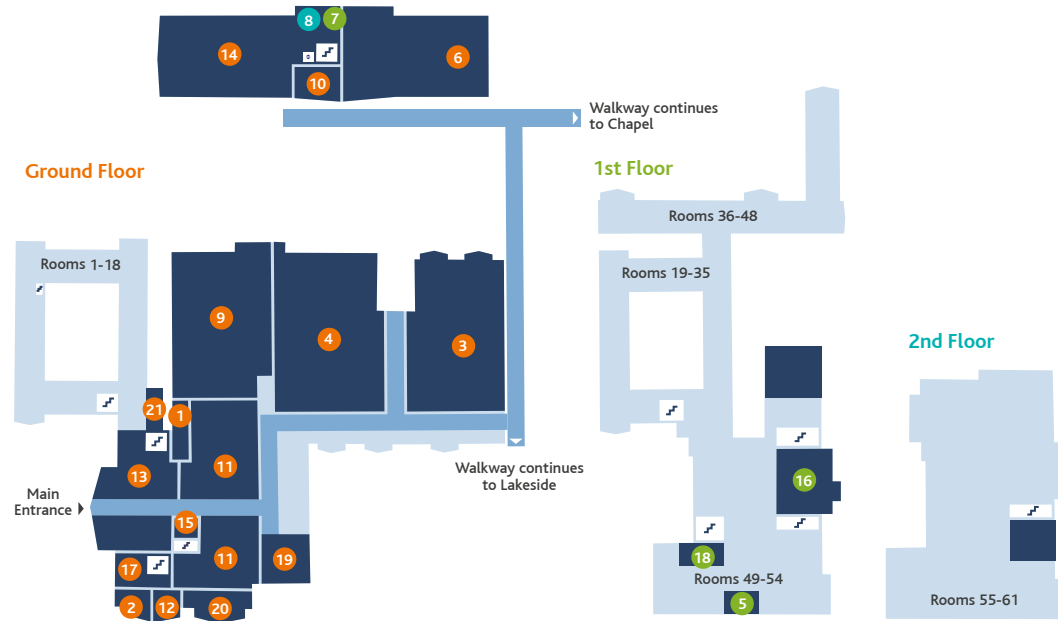 8
7
14
6
10
Walkway continues
to Chapel
Ground Floor
1st Floor
Rooms 36-48
Rooms 1-18
Rooms 19-35
9
4
3
2nd Floor
21
1
11
13
Walkway continues
to Lakeside
16
Main
Entrance
15
11
19
17
18
Rooms 49-54
2
12
20
5
Rooms 55-61